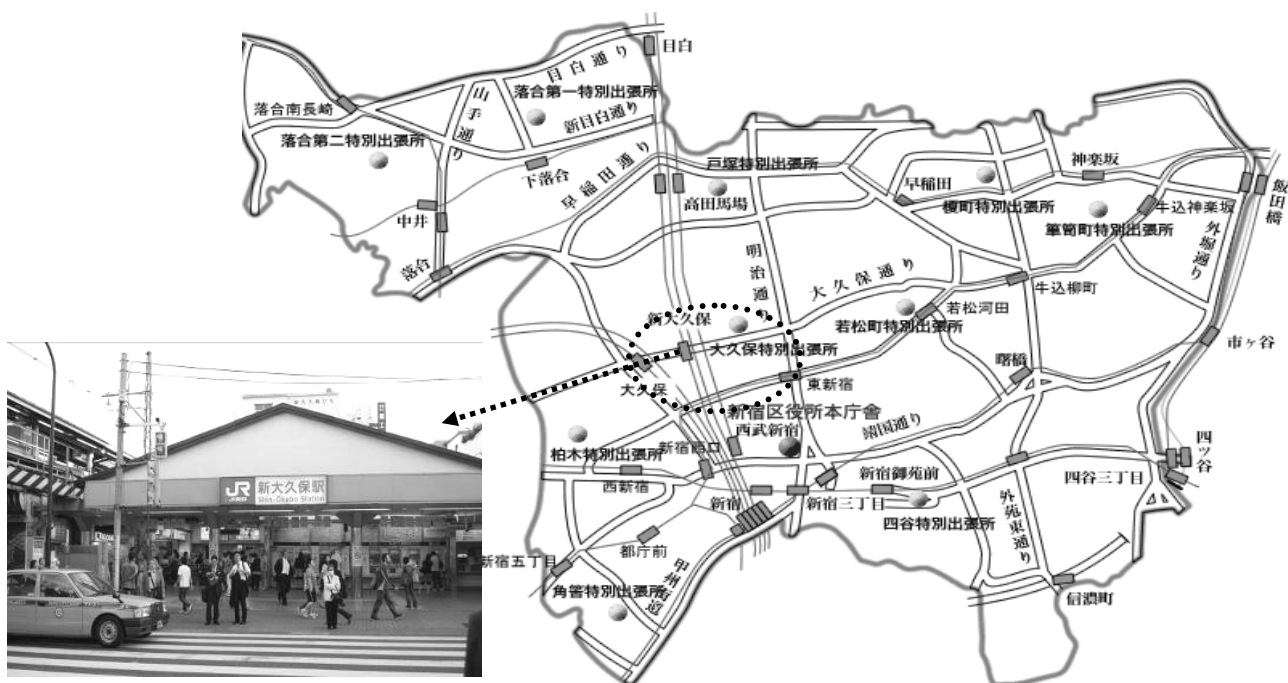 目白
目白通り
落合南長崎
山手通り
落合第一特別出張所
新目白通り
落合第二特別出張所
下落合
早稲田通り
戸塚特別出張所
高田馬場
早稲田
神楽坂
飯田橋
榎町特別出張所
牛込神楽坂
箪笥町特別出張所
外堀通り
中井
落合
明治通り
大久保通り
牛込柳町
若松河田
若松町特別出張所
新大久保
大久保特別出張所
市ヶ谷
曙橋
大久保
東新宿
新宿区役所本庁舎
西武新宿
靖国通り
新宿西口
柏木特別出張所
西新宿
新宿御苑前
四谷三丁目
四ツ谷
新宿
新宿三丁目
四谷特別出張所
外苑東通り
都庁前
新宿五丁目
甲州街道
角筈特別出張所
信濃町
JR
新大久保駅
Shin-Ōkubo Station